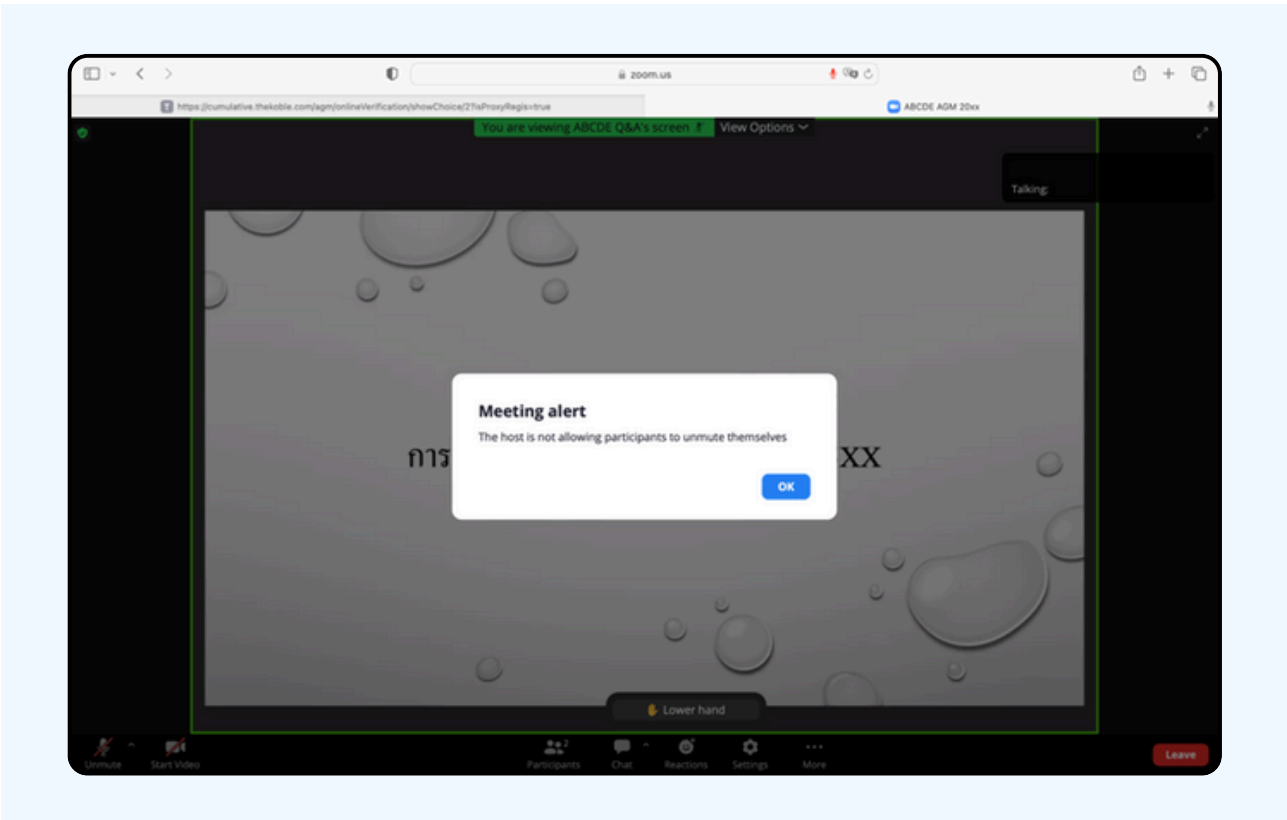 zoom.us
https://cumulative.thekoble.com/agm/onlineVerification/showChoice/2?isProxyRegis=true
ABCDE AGM 20xx
You are viewing ABCDE Q&A's screen
View Options
Talking:
Meeting alert
The host is not allowing participants to unmute themselves
การ
XX
OK
Lower hand
2
Unmute
Start Video
Participants
Chat
Reactions
Settings
More
Leave